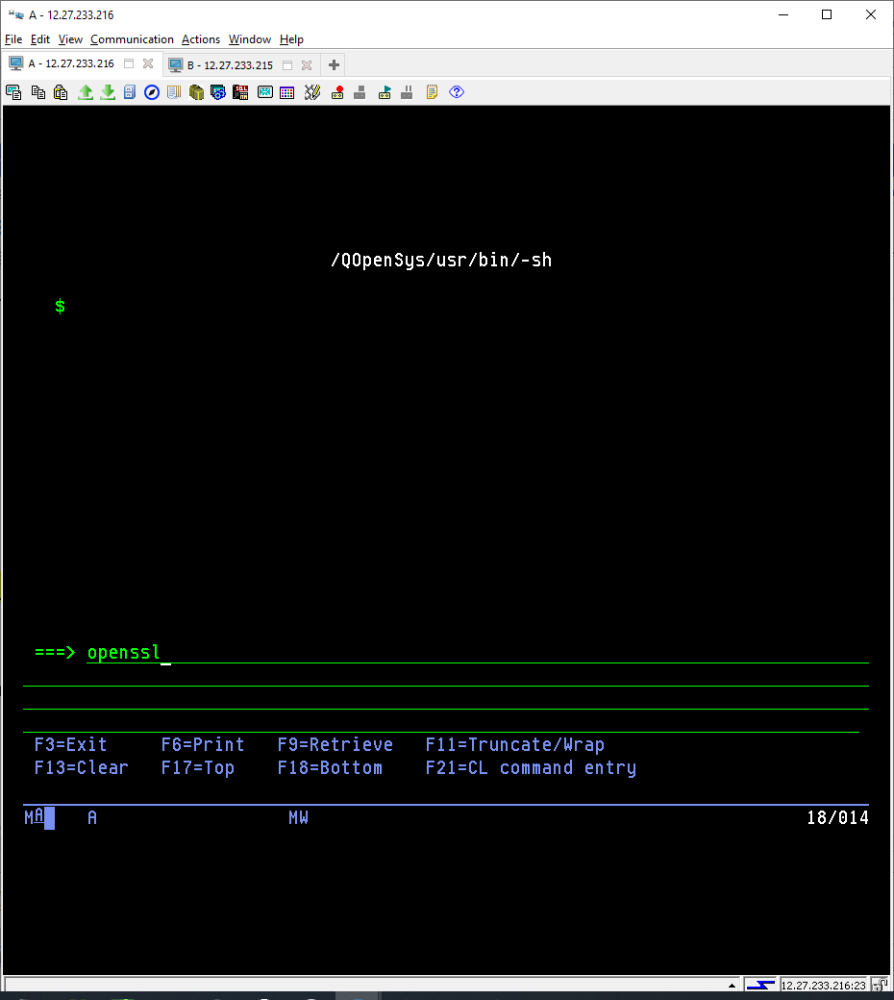 A - 12.27.233.216
File Edit View Communication Actions Window Help
A - 12.27.233.216 B - 12.27.233.215
/QOpenSys/usr/bin/-sh
$
===> openssl
F3=Exit F6=Print F9=Retrieve F11=Truncate/Wrap
F13=Clear F17=Top F18=Bottom F21=CL command entry
MA A MW 18/014
12.27.233.216:23